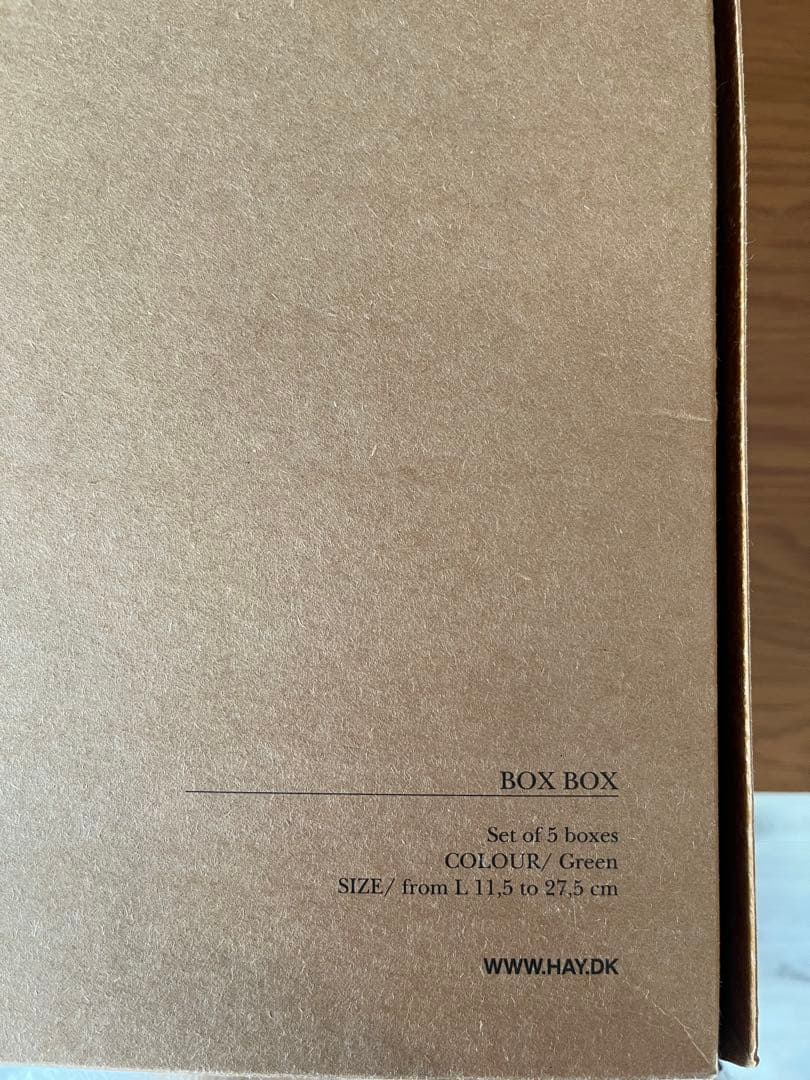 BOX BOX
Set of 5 boxes
COLOUR/ Green
SIZE/ from L 11,5 to 27,5 cm
WWW.HAY.DK